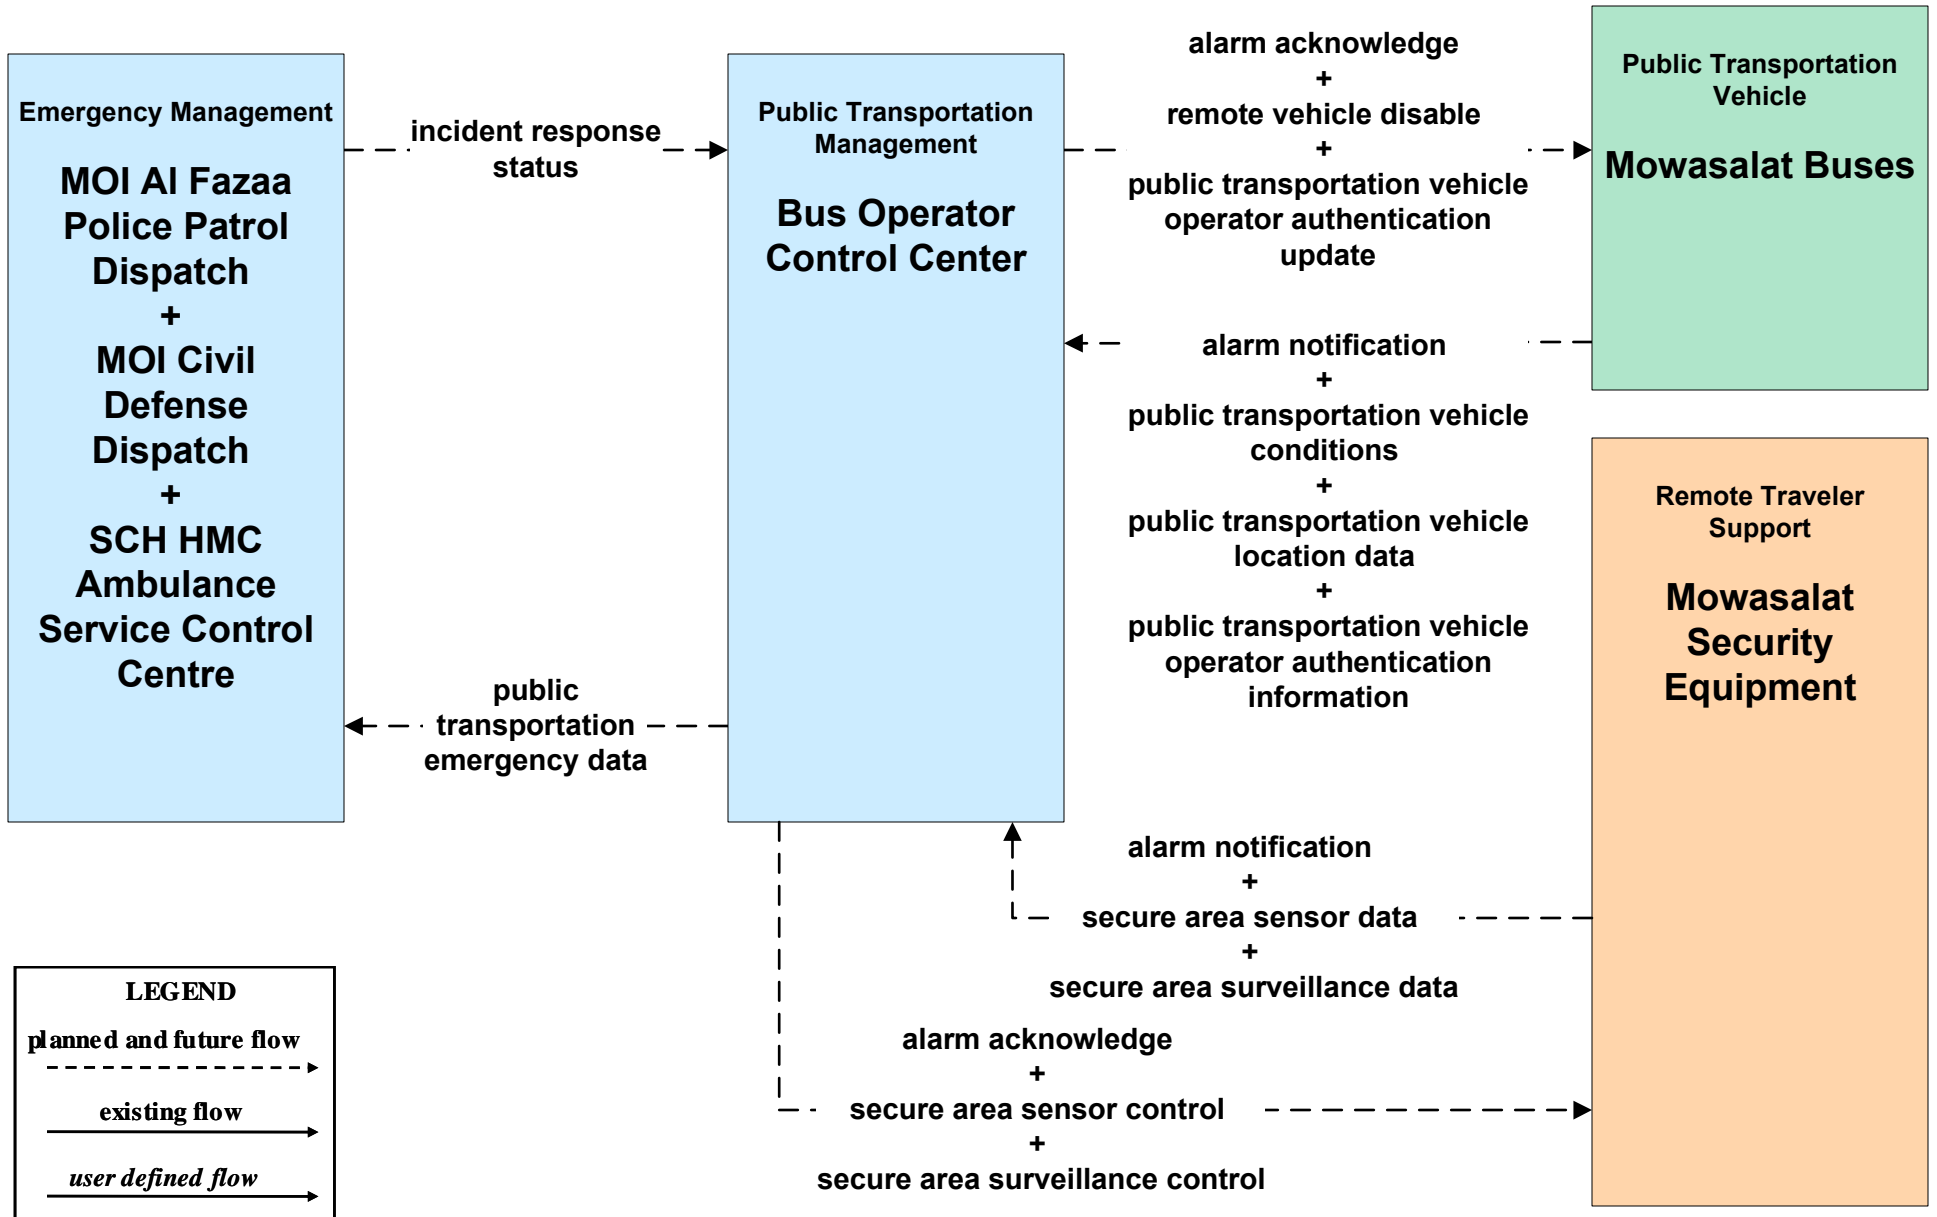 Emergency Management
MOI Al Fazaa
Police Patrol
Dispatch
+
MOI Civil
Defense
Dispatch
+
SCH HMC
Ambulance
Service Control
Centre
incident response
status
public
transportation
emergency data
Public Transportation
Management
Bus Operator
Control Center
alarm acknowledge
+
remote vehicle disable
+
public transportation vehicle
operator authentication
update
alarm notification
+
public transportation vehicle
conditions
+
public transportation vehicle
location data
+
public transportation vehicle
operator authentication
information
Public Transportation
Vehicle
Mowasalat Buses
Remote Traveler
Support
Mowasalat
Security
Equipment
alarm notification
+
secure area sensor data
+
secure area surveillance data
alarm acknowledge
+
secure area sensor control
+
secure area surveillance control
LEGEND
planned and future flow
existing flow
user defined flow